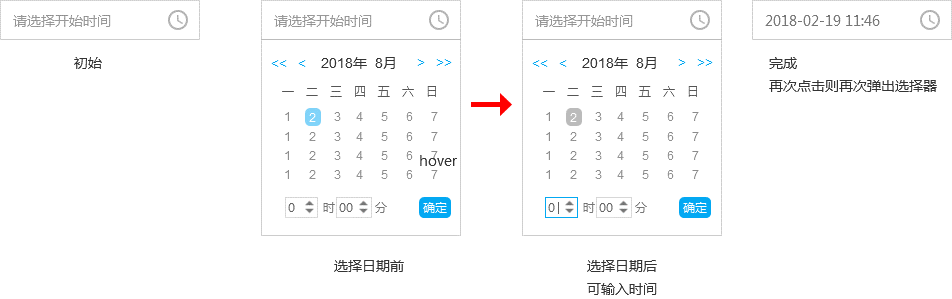 请选择开始时间
初始
请选择开始时间
<< < 2018年 8月 > >>
一 二 三 四 五 六 日
1 2 3 4 5 6 7
1 2 3 4 5 6 7
1 2 3 4 5 6 7
hover
1 2 3 4 5 6 7
0 时 00 分 确定
选择日期前
请选择开始时间
<< < 2018年 8月 > >>
一 二 三 四 五 六 日
1 2 3 4 5 6 7
1 2 3 4 5 6 7
1 2 3 4 5 6 7
1 2 3 4 5 6 7
0 时 00 分 确定
选择日期后
可输入时间
2018-02-19 11:46
完成
再次点击则再次弹出选择器